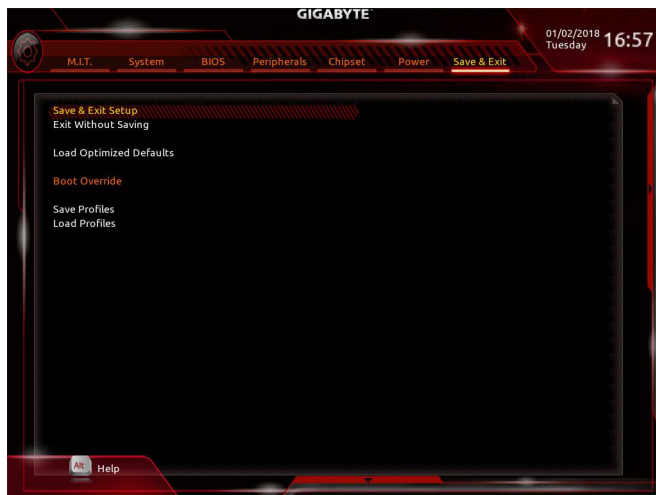 GIGABYTE™
01/02/2018
Tuesday
16:57
M.I.T. System BIOS Peripherals Chipset Power Save & Exit
Save & Exit Setup
Exit Without Saving
Load Optimized Defaults
Boot Override
Save Profiles
Load Profiles
Alt Help